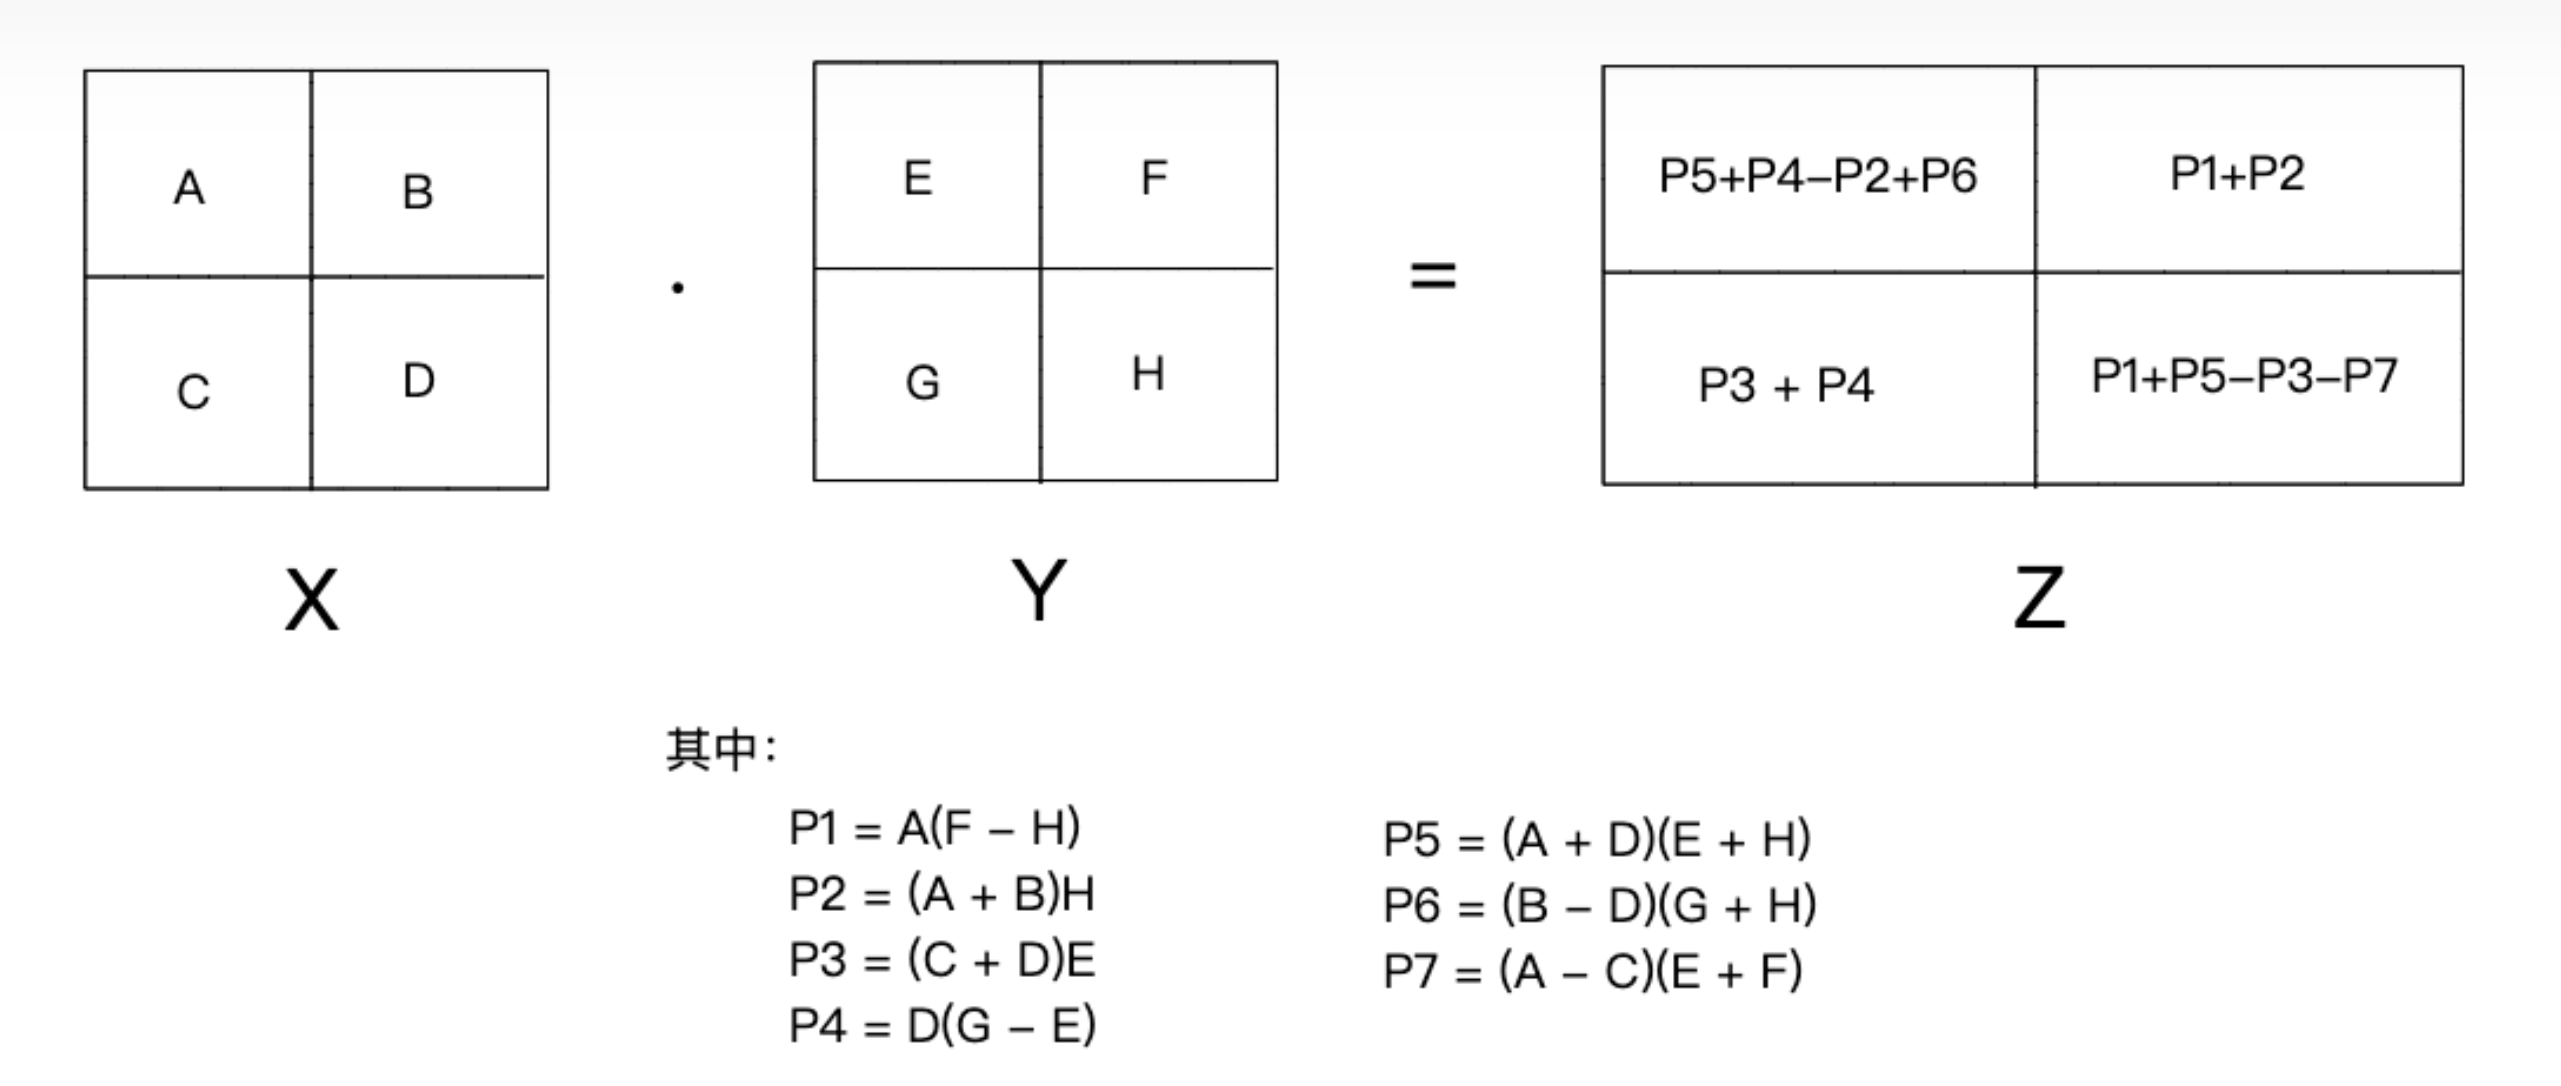 A B
E F
P5+P4–P2+P6 P1+P2
.
=
C D
G H
P3 + P4 P1+P5–P3–P7
X
Y
Z
其中：
P1 = A(F – H)
P2 = (A + B)H
P3 = (C + D)E
P4 = D(G – E)
P5 = (A + D)(E + H)
P6 = (B – D)(G + H)
P7 = (A – C)(E + F)